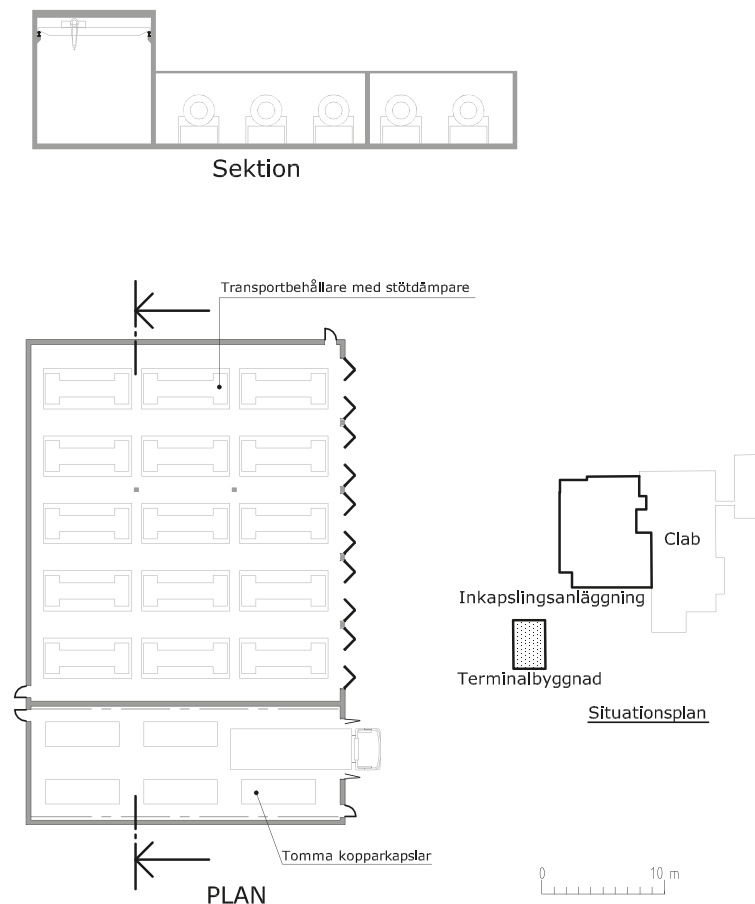 Sektion
Transportbehållare med stötdämpare
Clab
Inkapslingsanläggning
Terminalbyggnad
Situationsplan
Tomma kopparkapslar
0 10 m
PLAN